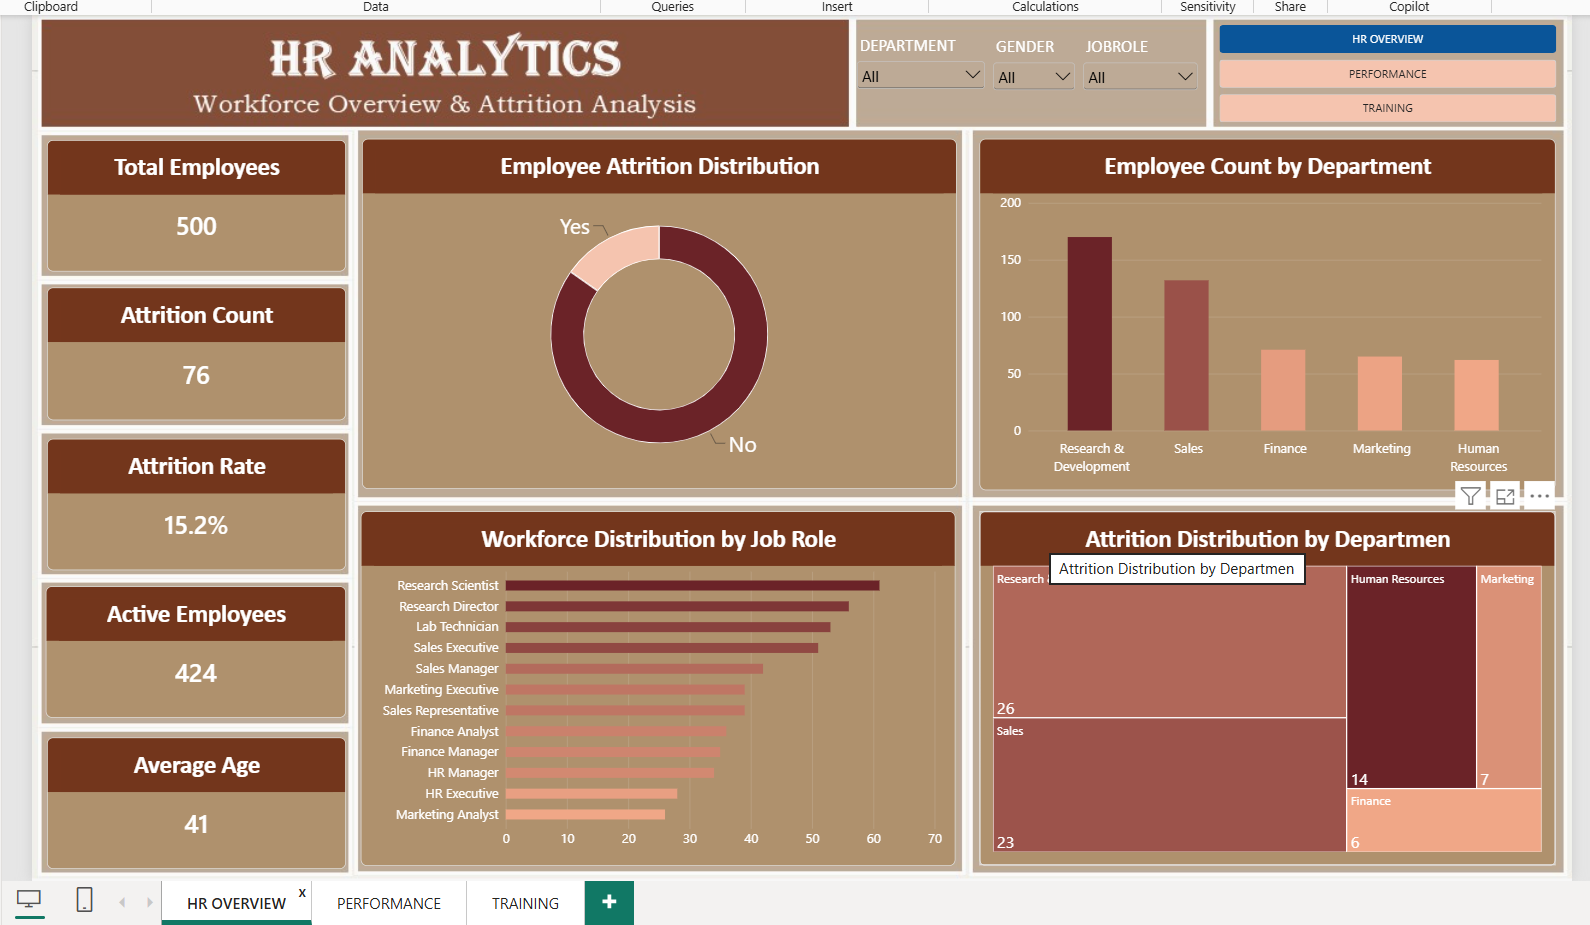 Clipboard
Data
Queries
Insert
Calculations
Sensitivity
Share
Copilot
HR ANALYTICS
Workforce Overview & Attrition Analysis
DEPARTMENT
All
GENDER
All
JOBROLE
All
HR OVERVIEW
PERFORMANCE
TRAINING
Total Employees
500
Attrition Count
76
Attrition Rate
15.2%
Active Employees
424
Average Age
41
Employee Attrition Distribution
Yes
No
Employee Count by Department
200
150
100
50
0
Research &
Development
Sales
Finance
Marketing
Human
Resources
Workforce Distribution by Job Role
Research Scientist
Research Director
Lab Technician
Sales Executive
Sales Manager
Marketing Executive
Sales Representative
Finance Analyst
Finance Manager
HR Manager
HR Executive
Marketing Analyst
0 10 20 30 40 50 60 70
Attrition Distribution by Departmen
Attrition Distribution by Departmen
Research
26
Sales
23
Human Resources
14
Marketing
7
Finance
6
HR OVERVIEW x
PERFORMANCE
TRAINING
+